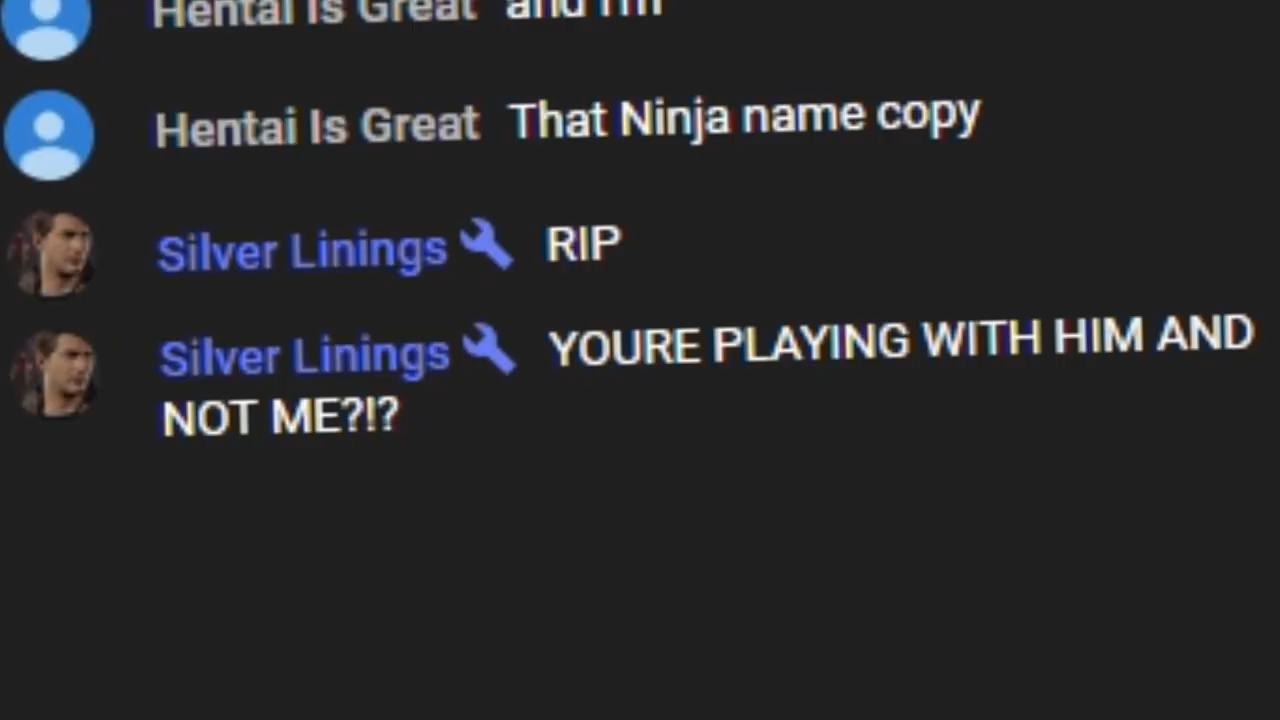 Hentai Is Great and I'm
Hentai Is Great That Ninja name copy
Silver Linings RIP
Silver Linings YOURE PLAYING WITH HIM AND
NOT ME?!?